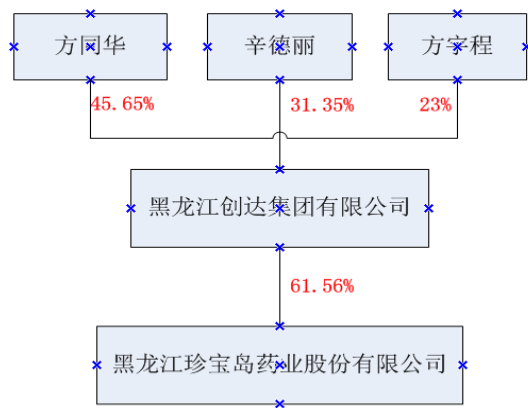 方同华
辛德丽
方字程
45.65%
31.35%
23%
黑龙江创达集团有限公司
61.56%
黑龙江珍宝岛药业股份有限公司